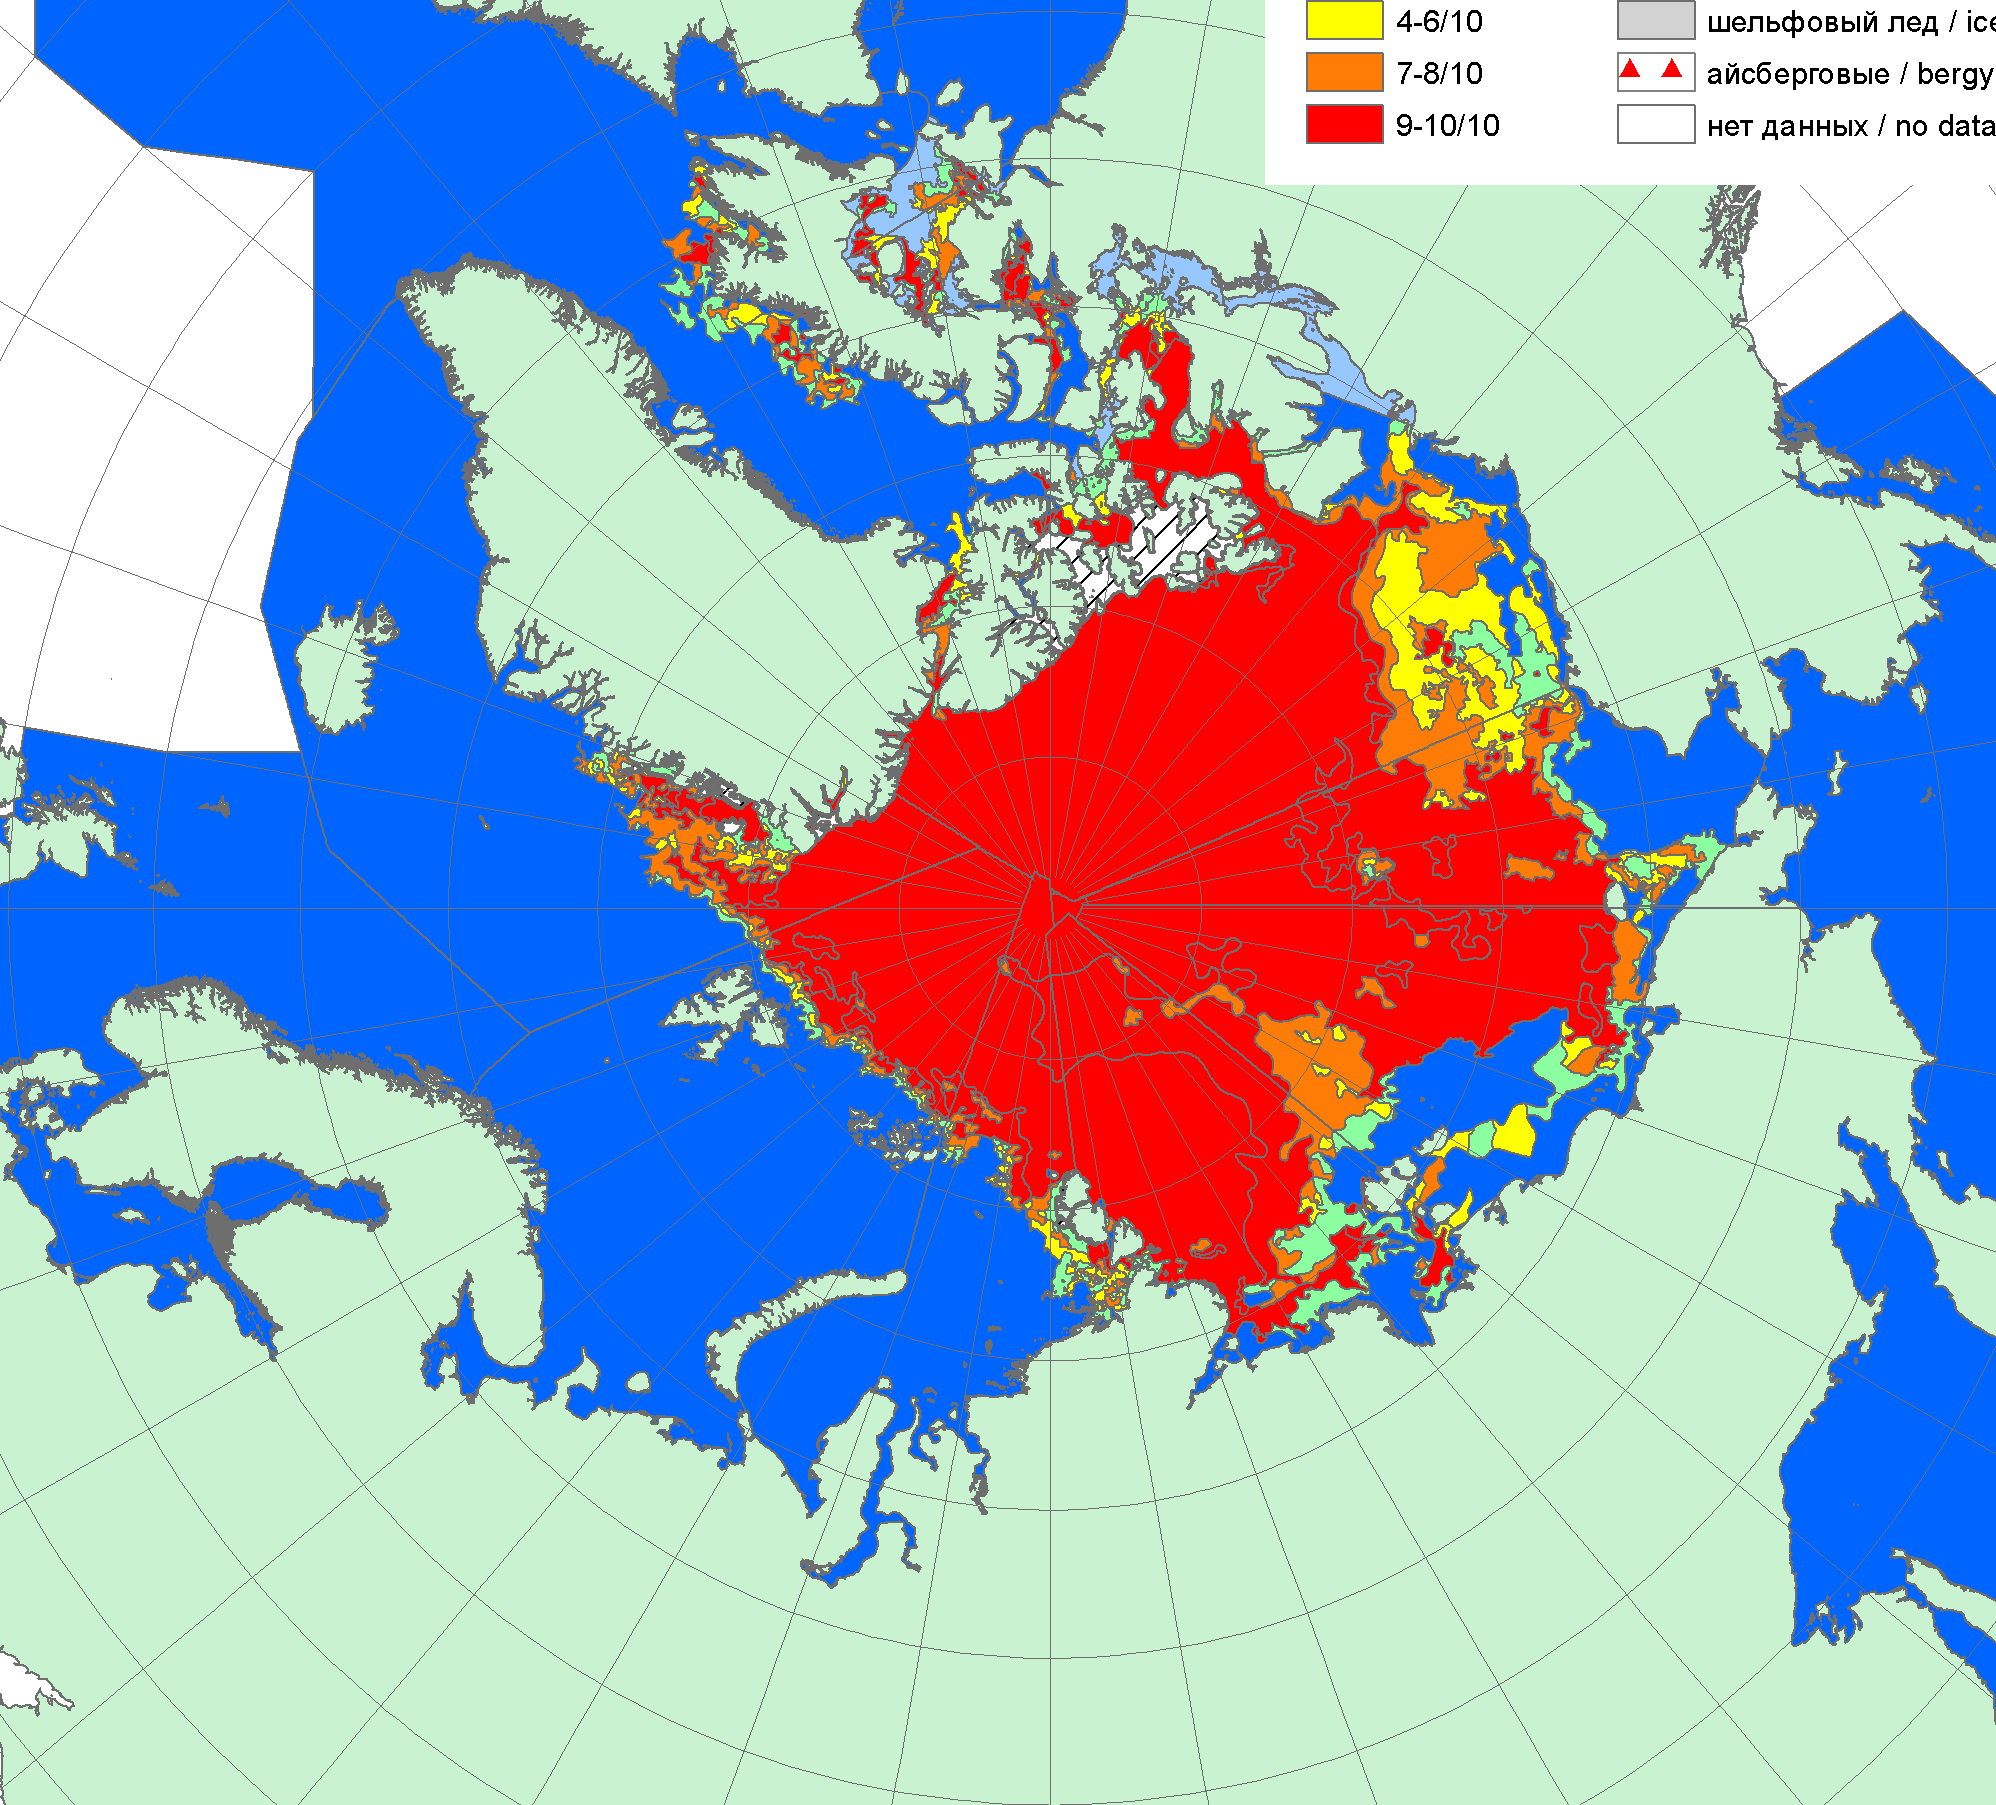 4-6/10
7-8/10
9-10/10
шельфовый лед / ice
айсберговые / bergy
нет данных / no data